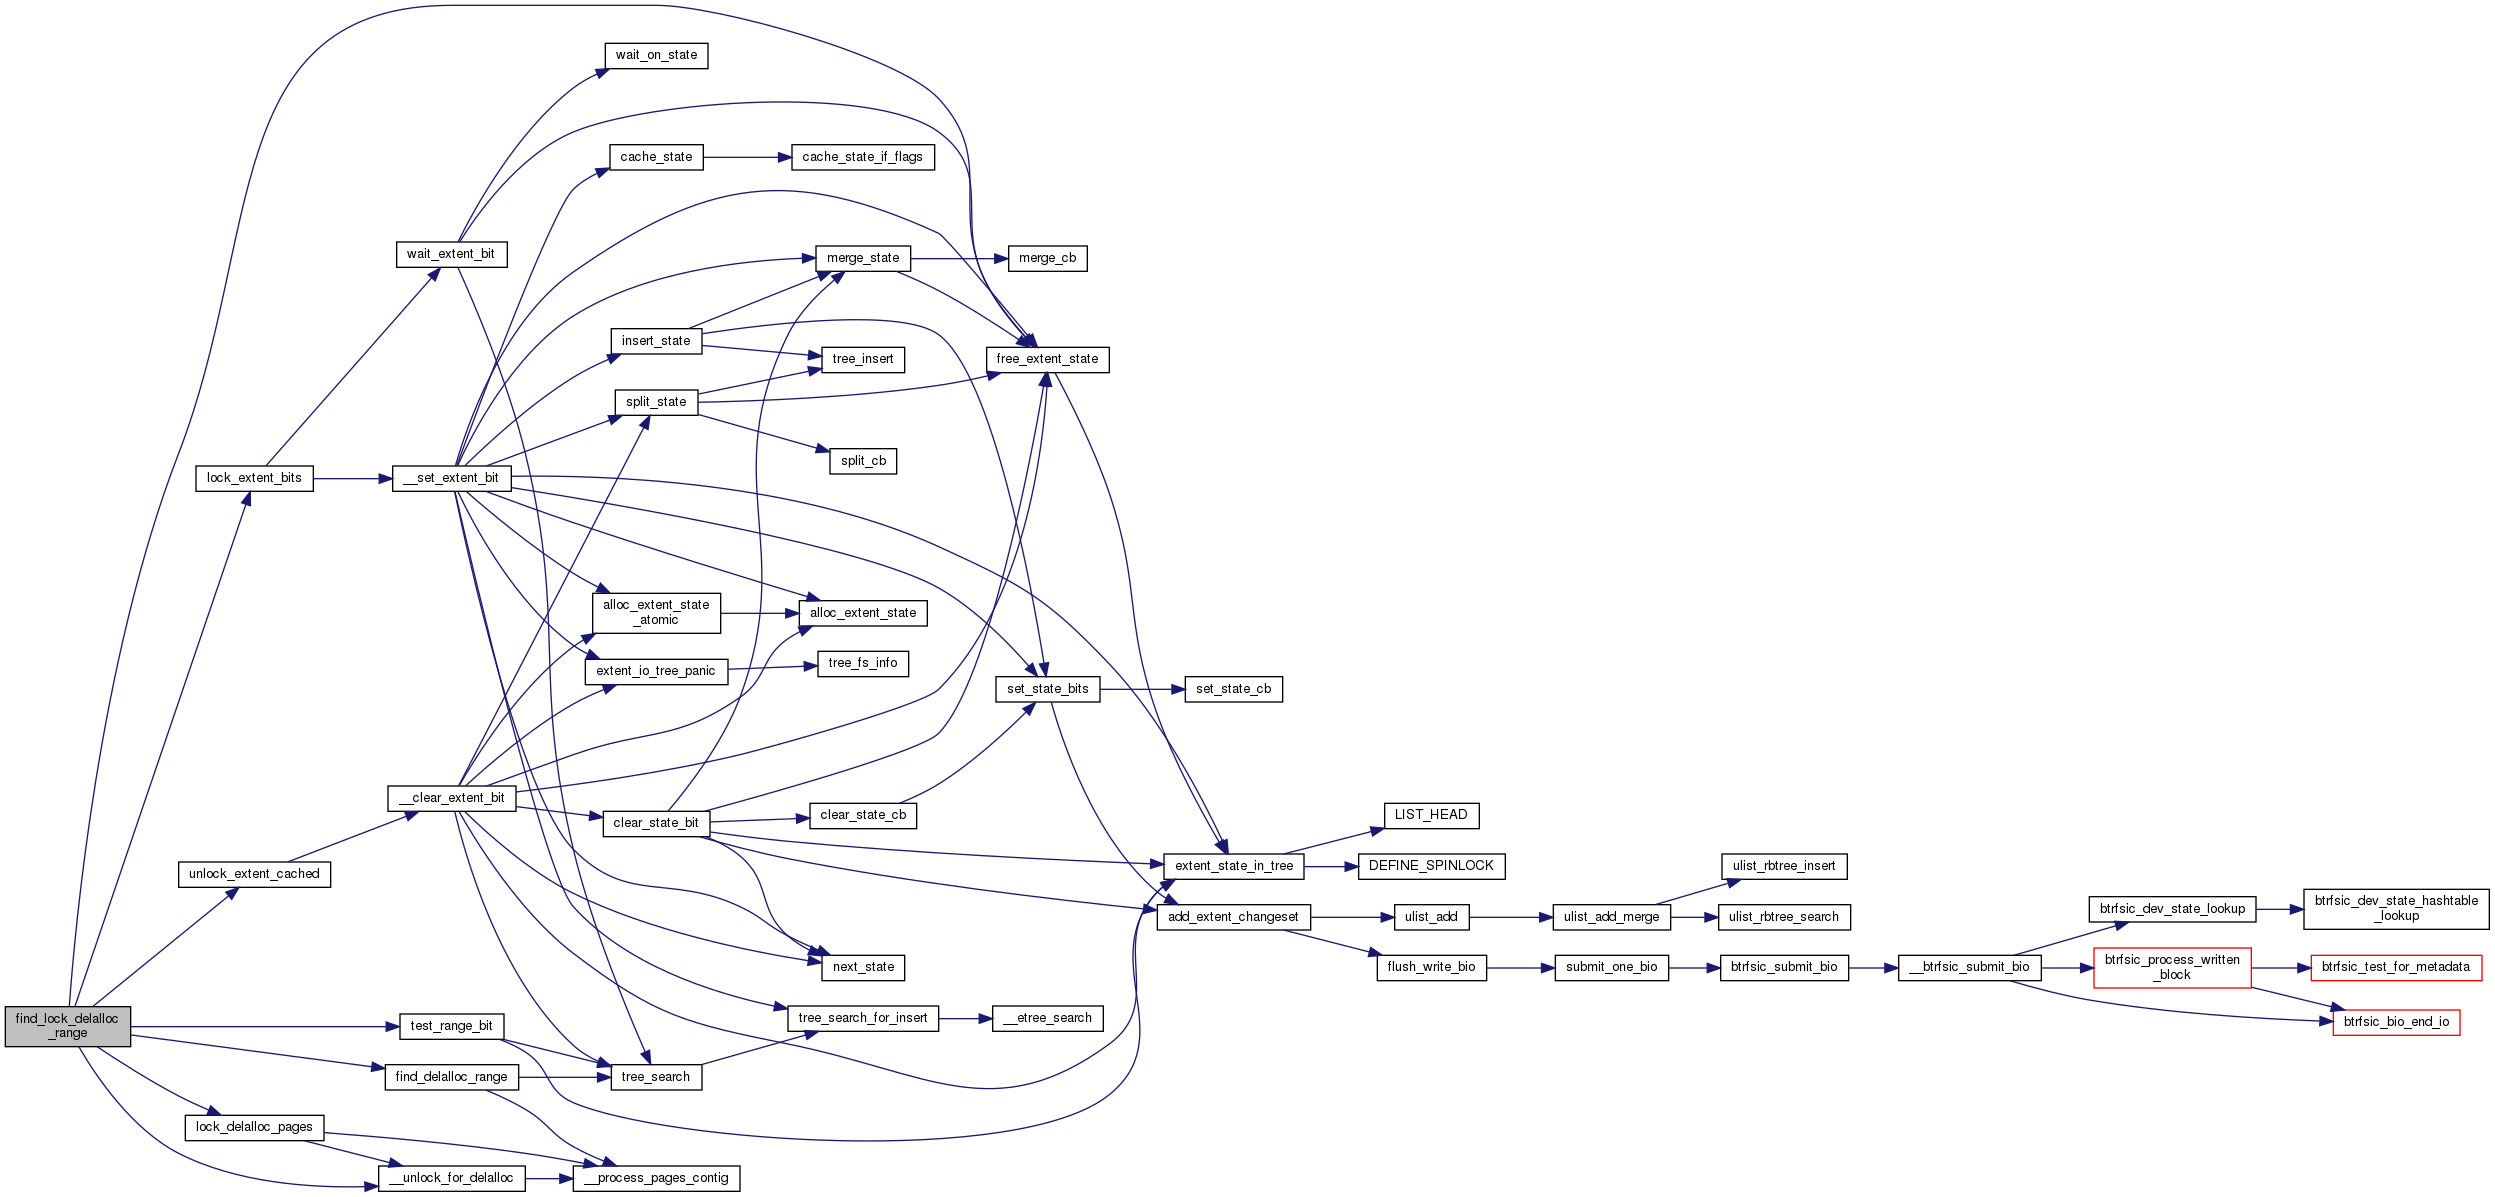 wait_on_state
cache_state
cache_state_if_flags
wait_extent_bit
merge_state
merge_cb
insert_state
tree_insert
free_extent_state
split_state
split_cb
lock_extent_bits
__set_extent_bit
alloc_extent_state
_atomic
alloc_extent_state
extent_io_tree_panic
tree_fs_info
set_state_bits
set_state_cb
__clear_extent_bit
clear_state_bit
clear_state_cb
LIST_HEAD
unlock_extent_cached
extent_state_in_tree
DEFINE_SPINLOCK
ulist_rbtree_insert
add_extent_changeset
ulist_add
ulist_add_merge
ulist_rbtree_search
btrfsic_dev_state_lookup
btrfsic_dev_state_hashtable
_lookup
next_state
flush_write_bio
submit_one_bio
btrfsic_submit_bio
__btrfsic_submit_bio
btrfsic_process_written
_block
btrfsic_test_for_metadata
find_lock_delalloc
_range
test_range_bit
tree_search_for_insert
__etree_search
btrfsic_bio_end_io
find_delalloc_range
tree_search
lock_delalloc_pages
__unlock_for_delalloc
__process_pages_contig